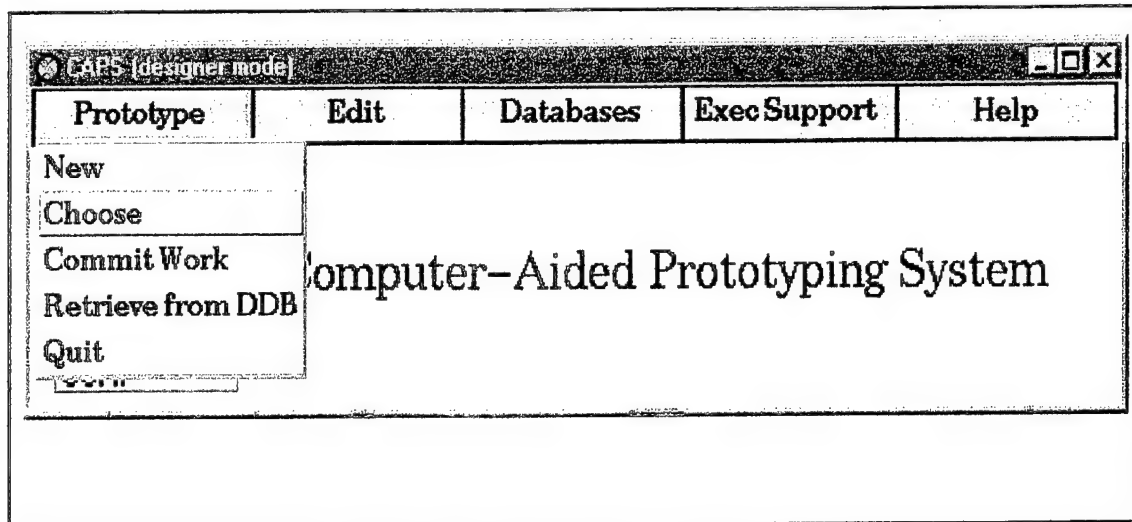 CAPS (designer mode)
Prototype Edit Databases Exec Support Help
New
Choose
Commit Work
Retrieve from DDB
Quit
omputer-Aided Prototyping System